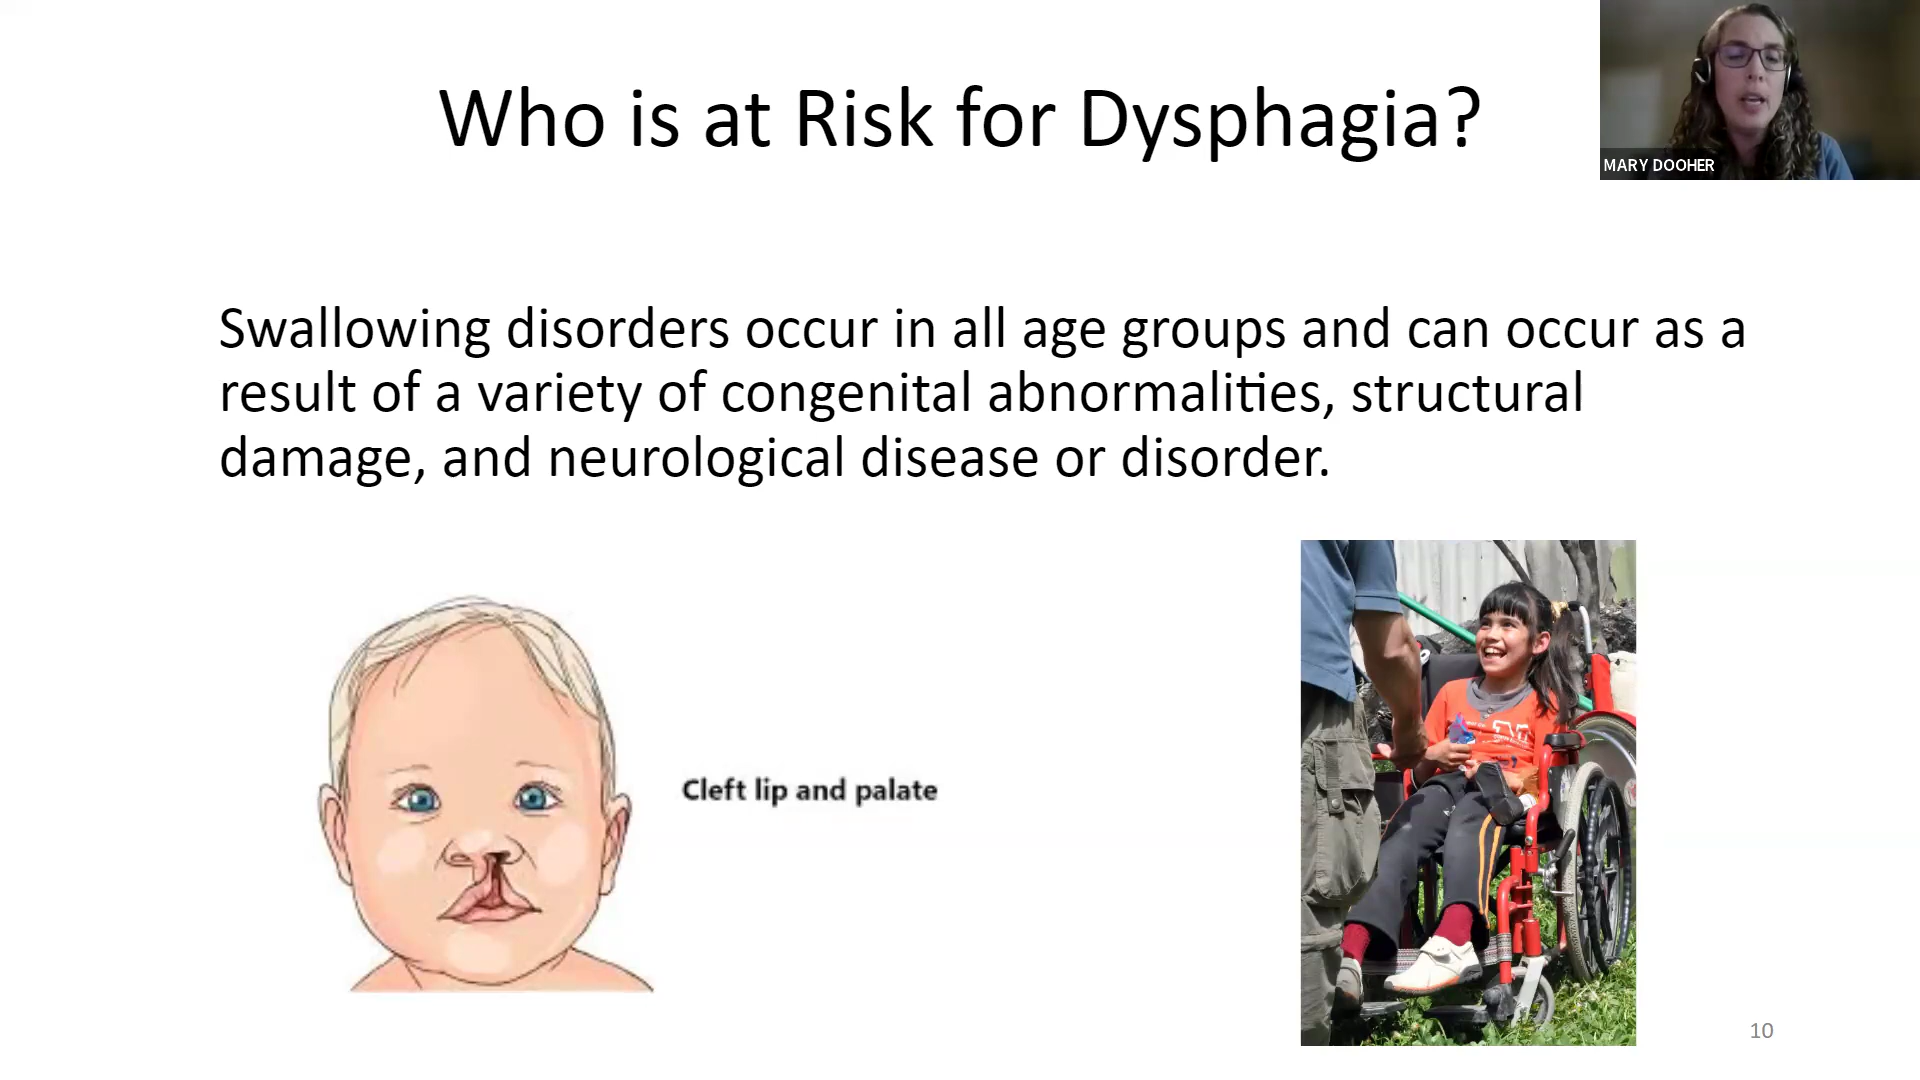 Who is at Risk for Dysphagia?
MARY DOOHER
Swallowing disorders occur in all age groups and can occur as a
result of a variety of congenital abnormalities, structural
damage, and neurological disease or disorder.
Cleft lip and palate
10